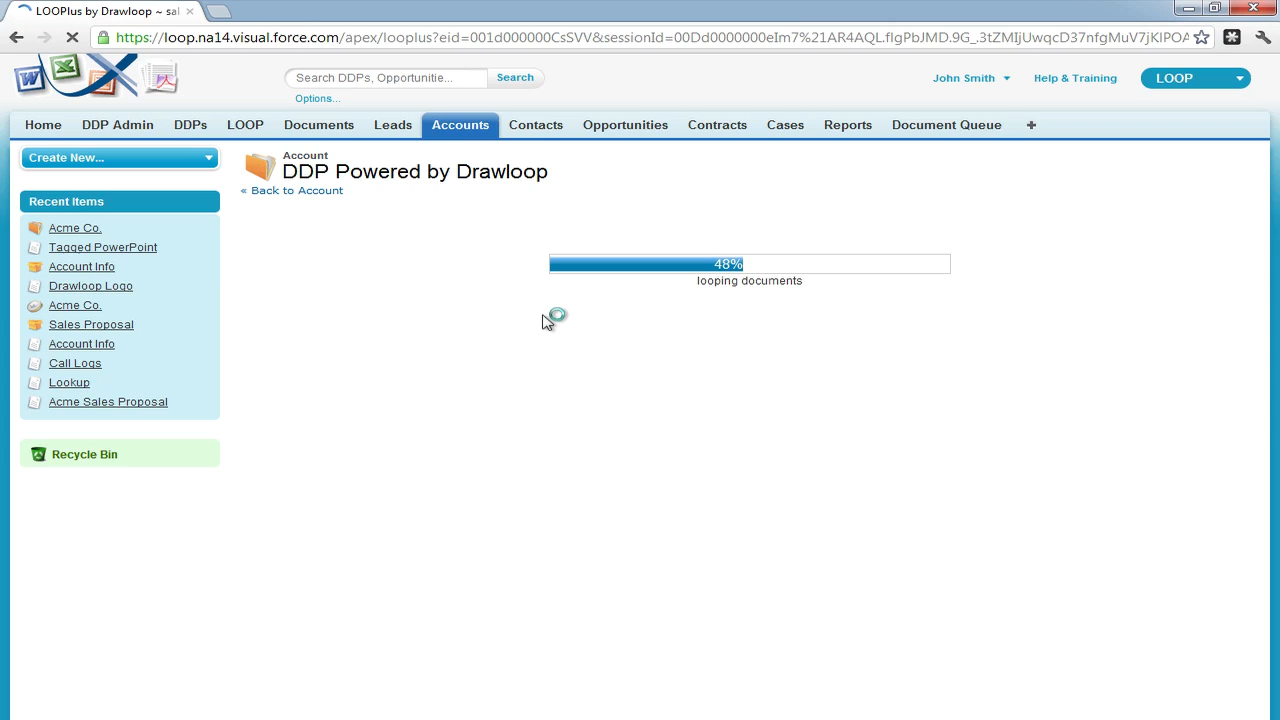 LOOPlus by Drawloop ~ sal
https://loop.na14.visual.force.com/apex/looplus?eid=001d000000CsSVV&sessionId=00Dd0000000eIm7%21AR4AQL.flgPbJMD.9G_.3tZMIjUwqcD37nfgMuV7jKlPOA
Search DDPs, Opportunitie...
Search
John Smith
Help & Training
LOOP
Options...
Home
DDP Admin
DDPs
LOOP
Documents
Leads
Accounts
Contacts
Opportunities
Contracts
Cases
Reports
Document Queue
Create New...
Account
DDP Powered by Drawloop
« Back to Account
Recent Items
Acme Co.
Tagged PowerPoint
Account Info
Drawloop Logo
Acme Co.
Sales Proposal
Account Info
Call Logs
Lookup
Acme Sales Proposal
Recycle Bin
48%
looping documents